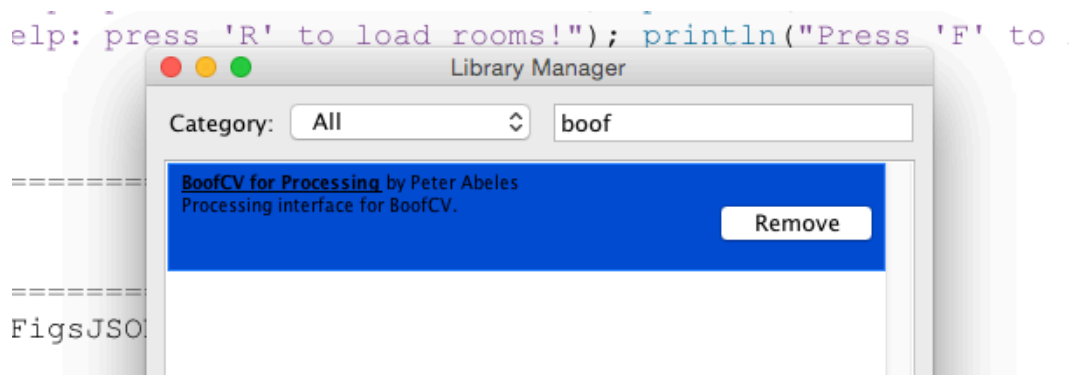 elp: press 'R' to load rooms!"); println("Press 'F' to
Library Manager
Category: All boof
BoofCV for Processing by Peter Abeles
Processing interface for BoofCV.
Remove
==========
==========
FigsJSO